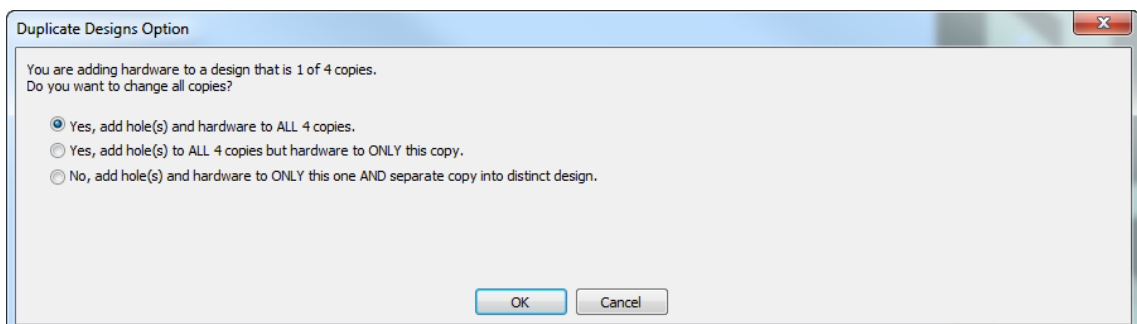 Duplicate Designs Option
You are adding hardware to a design that is 1 of 4 copies.
Do you want to change all copies?
Yes, add hole(s) and hardware to ALL 4 copies.
Yes, add hole(s) to ALL 4 copies but hardware to ONLY this copy.
No, add hole(s) and hardware to ONLY this one AND separate copy into distinct design.
OK
Cancel